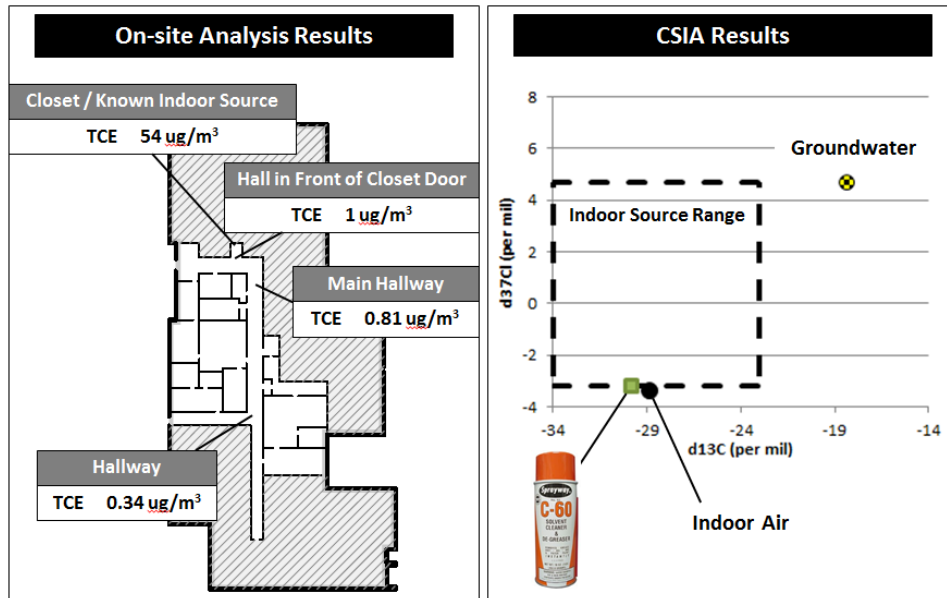 On-site Analysis Results
Closet / Known Indoor Source
TCE 54 ug/m³
Hall in Front of Closet Door
TCE 1 ug/m³
Main Hallway
TCE 0.81 ug/m³
Hallway
TCE 0.34 ug/m³
CSIA Results
8
6
4
2
0
-2
-4
d37Cl (per mil)
Groundwater
Indoor Source Range
-34
-29
-24
-19
-14
d13C (per mil)
Sprayway
C-60
SOLVENT
CLEANER
&
DE-GREASER
Indoor Air